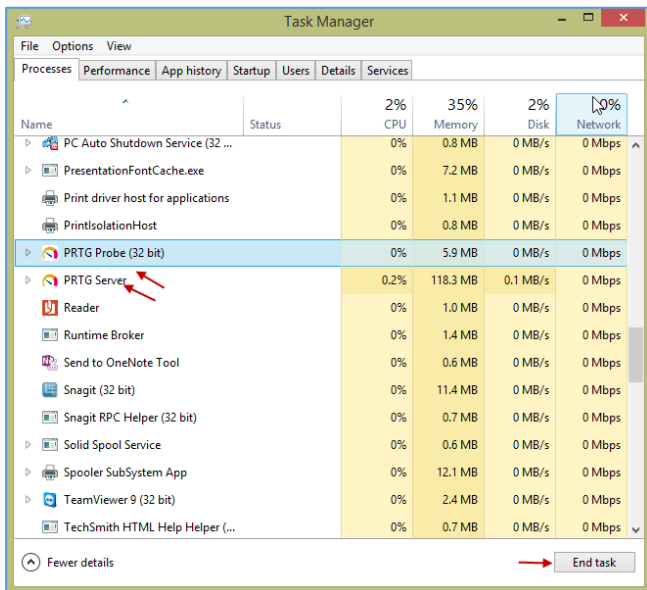 Task Manager
File Options View
Processes Performance App history Startup Users Details Services
2% 35% 2% 0%
Name Status CPU Memory Disk Network
PC Auto Shutdown Service (32 ... 0% 0.8 MB 0 MB/s 0 Mbps
PresentationFontCache.exe 0% 7.2 MB 0 MB/s 0 Mbps
Print driver host for applications 0% 1.1 MB 0 MB/s 0 Mbps
PrintIsolationHost 0% 0.8 MB 0 MB/s 0 Mbps
PRTG Probe (32 bit) 0% 5.9 MB 0 MB/s 0 Mbps
PRTG Server 0.2% 118.3 MB 0.1 MB/s 0 Mbps
Reader 0% 1.0 MB 0 MB/s 0 Mbps
Runtime Broker 0% 1.4 MB 0 MB/s 0 Mbps
Send to OneNote Tool 0% 0.6 MB 0 MB/s 0 Mbps
Snagit (32 bit) 0% 11.4 MB 0 MB/s 0 Mbps
Snagit RPC Helper (32 bit) 0% 0.7 MB 0 MB/s 0 Mbps
Solid Spool Service 0% 0.6 MB 0 MB/s 0 Mbps
Spooler SubSystem App 0% 12.1 MB 0 MB/s 0 Mbps
TeamViewer 9 (32 bit) 0% 2.4 MB 0 MB/s 0 Mbps
TechSmith HTML Help Helper (... 0% 0.7 MB 0 MB/s 0 Mbps
Fewer details End task